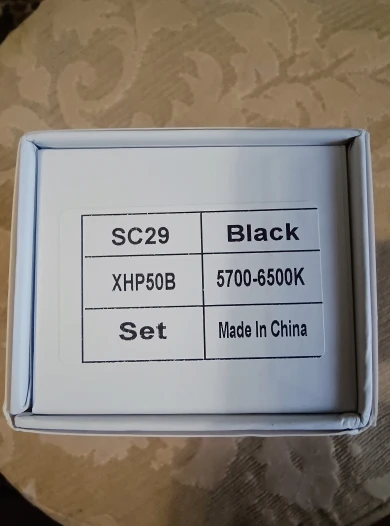 SC29 Black
XHP50B 5700-6500K
Set Made In China